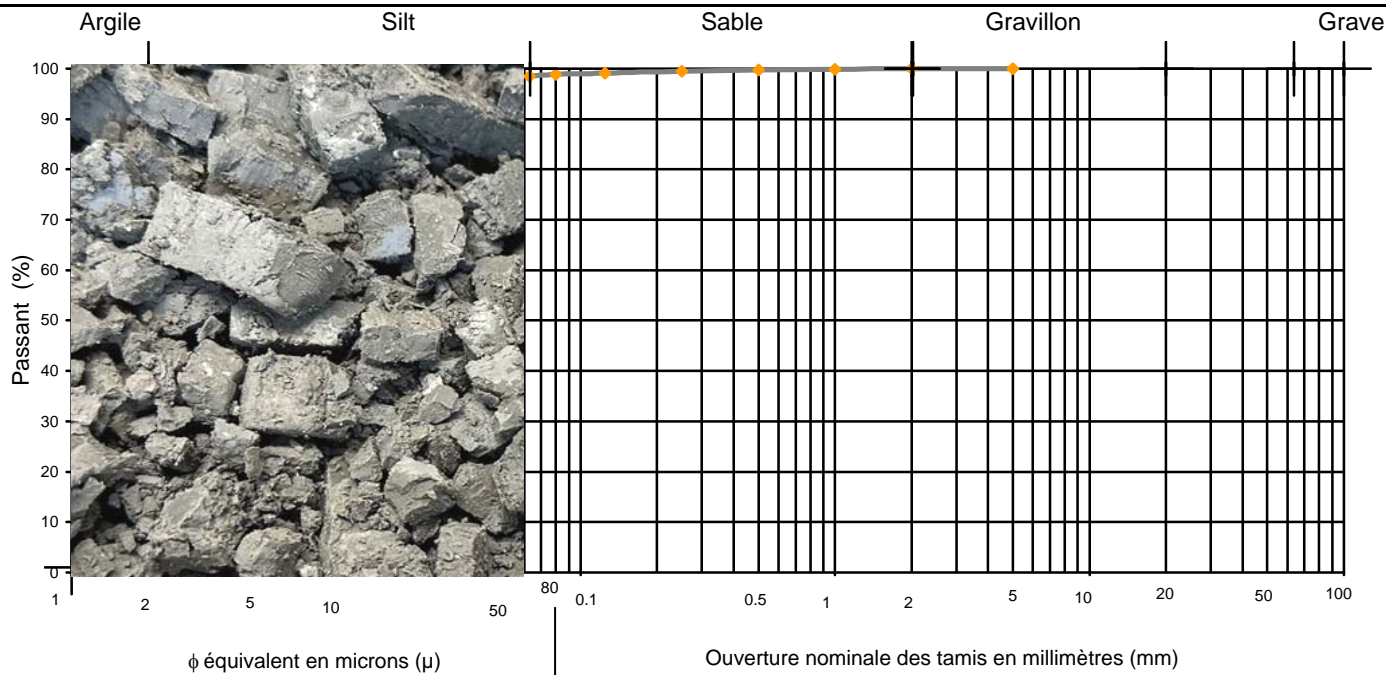 Argile Silt Sable Gravillon Grave
100
90
80
70
60
50
40
30
20
10
0
Passant (%)
1 2 5 10 50 80 0.1 0.5 1 2 5 10 20 50 100
ϕ équivalent en microns (µ)
Ouverture nominale des tamis en millimètres (mm)